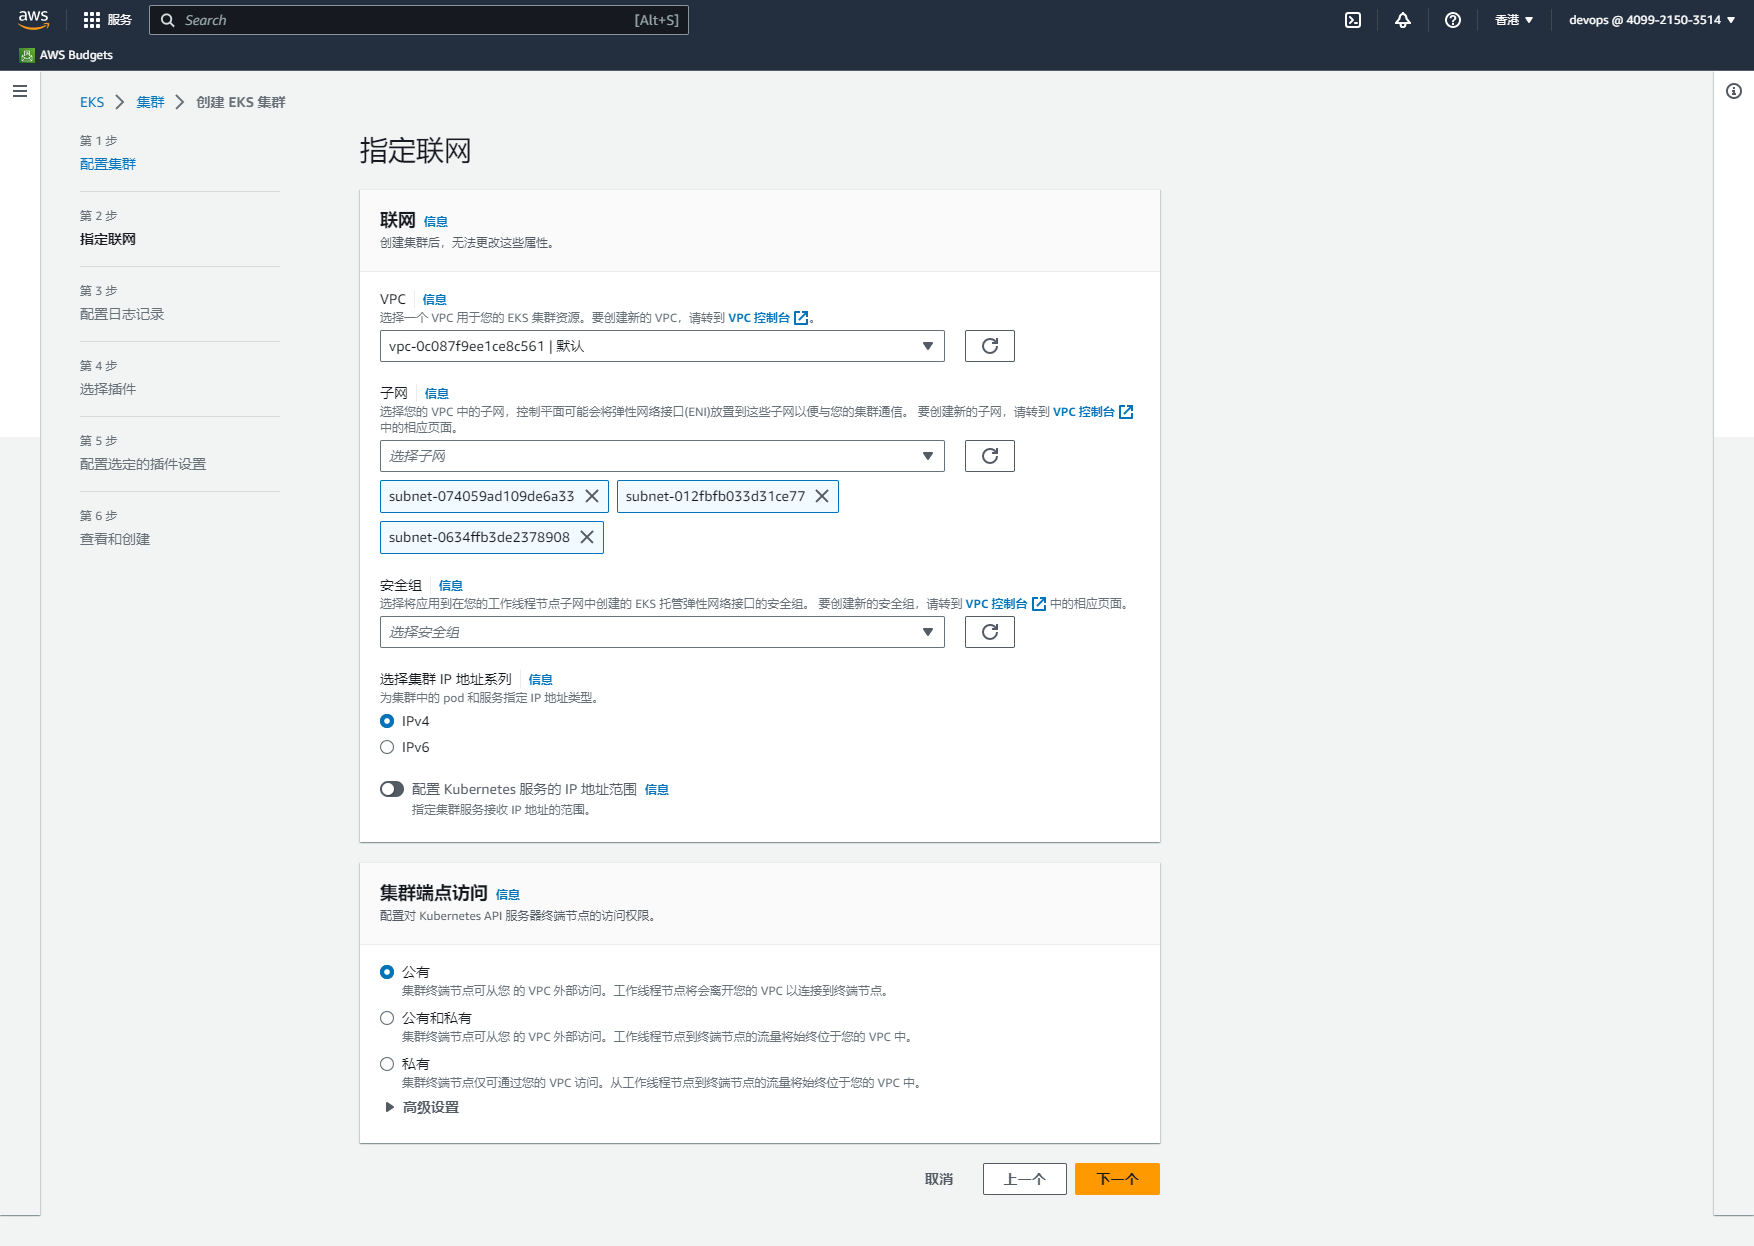 aws
服务
Search
[Alt+S]
香港
devops @ 4099-2150-3514
AWS Budgets
EKS
集群
创建 EKS 集群
第 1 步
配置集群
第 2 步
指定联网
第 3 步
配置日志记录
第 4 步
选择插件
第 5 步
配置选定的插件设置
第 6 步
查看和创建
指定联网
联网 信息
创建集群后，无法更改这些属性。
VPC 信息
选择一个 VPC 用于您的 EKS 集群资源。要创建新的 VPC，请转到 VPC 控制台。
vpc-0c087f9ee1ce8c561 | 默认
子网 信息
选择您的 VPC 中的子网，控制平面可能会将弹性网络接口(ENI)放置到这些子网以便与您的集群通信。 要创建新的子网，请转到 VPC 控制台
中的相应页面。
选择子网
subnet-074059ad109de6a33
subnet-012fbfb033d31ce77
subnet-0634ffb3de2378908
安全组 信息
选择将应用到在您的工作线程节点子网中创建的 EKS 托管弹性网络接口的安全组。 要创建新的安全组，请转到 VPC 控制台 中的相应页面。
选择安全组
选择集群 IP 地址系列 信息
为集群中的 pod 和服务指定 IP 地址类型。
IPv4
IPv6
配置 Kubernetes 服务的 IP 地址范围 信息
指定集群服务接收 IP 地址的范围。
集群端点访问 信息
配置对 Kubernetes API 服务器终端节点的访问权限。
公有
集群终端节点可从您 的 VPC 外部访问。工作线程节点将会离开您的 VPC 以连接到终端节点。
公有和私有
集群终端节点可从您 的 VPC 外部访问。工作线程节点到终端节点的流量将始终位于您的 VPC 中。
私有
集群终端节点仅可通过您的 VPC 访问。从工作线程节点到终端节点的流量将始终位于您的 VPC 中。
高级设置
取消
上一个
下一个